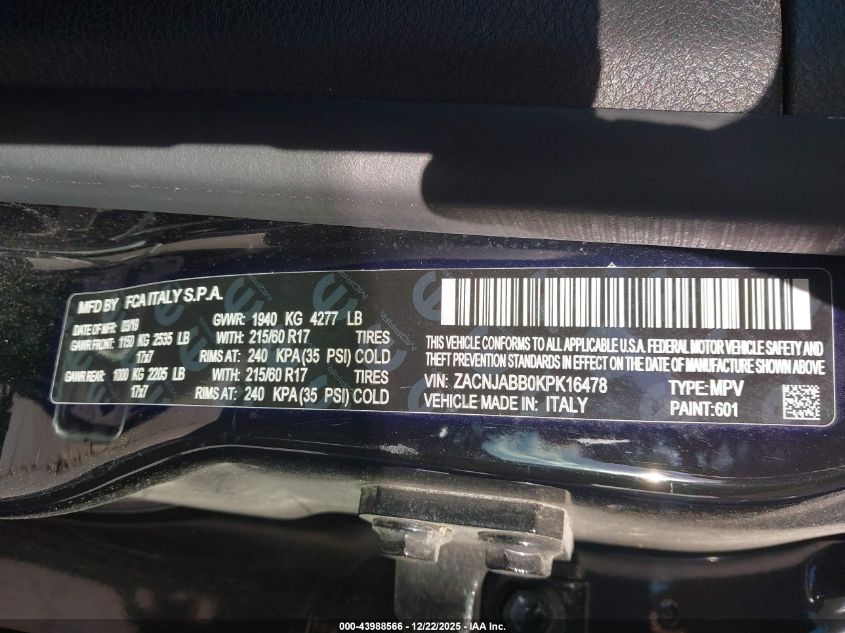 MFD BY FCA ITALY S.P.A.
DATE OF MFR: 03/19 GVWR: 1940 KG 4277 LB
GAWR FRONT: 1150 KG 2535 LB WITH: 215/60 R17 TIRES
17x7 RIMS AT: 240 KPA(35 PSI) COLD
GAWR REAR: 1000 KG 2205 LB WITH: 215/60 R17 TIRES
17x7 RIMS AT: 240 KPA(35 PSI) COLD
THIS VEHICLE CONFORMS TO ALL APPLICABLE U.S.A. FEDERAL MOTOR VEHICLE SAFETY AND
THEFT PREVENTION STANDARDS IN EFFECT ON THE DATE OF MANUFACTURE SHOWN ABOVE
VIN: ZACNJABB0KPK16478 TYPE: MPV
VEHICLE MADE IN: ITALY PAINT: 601
000-43988566 - 12/22/2025 - IAA Inc.